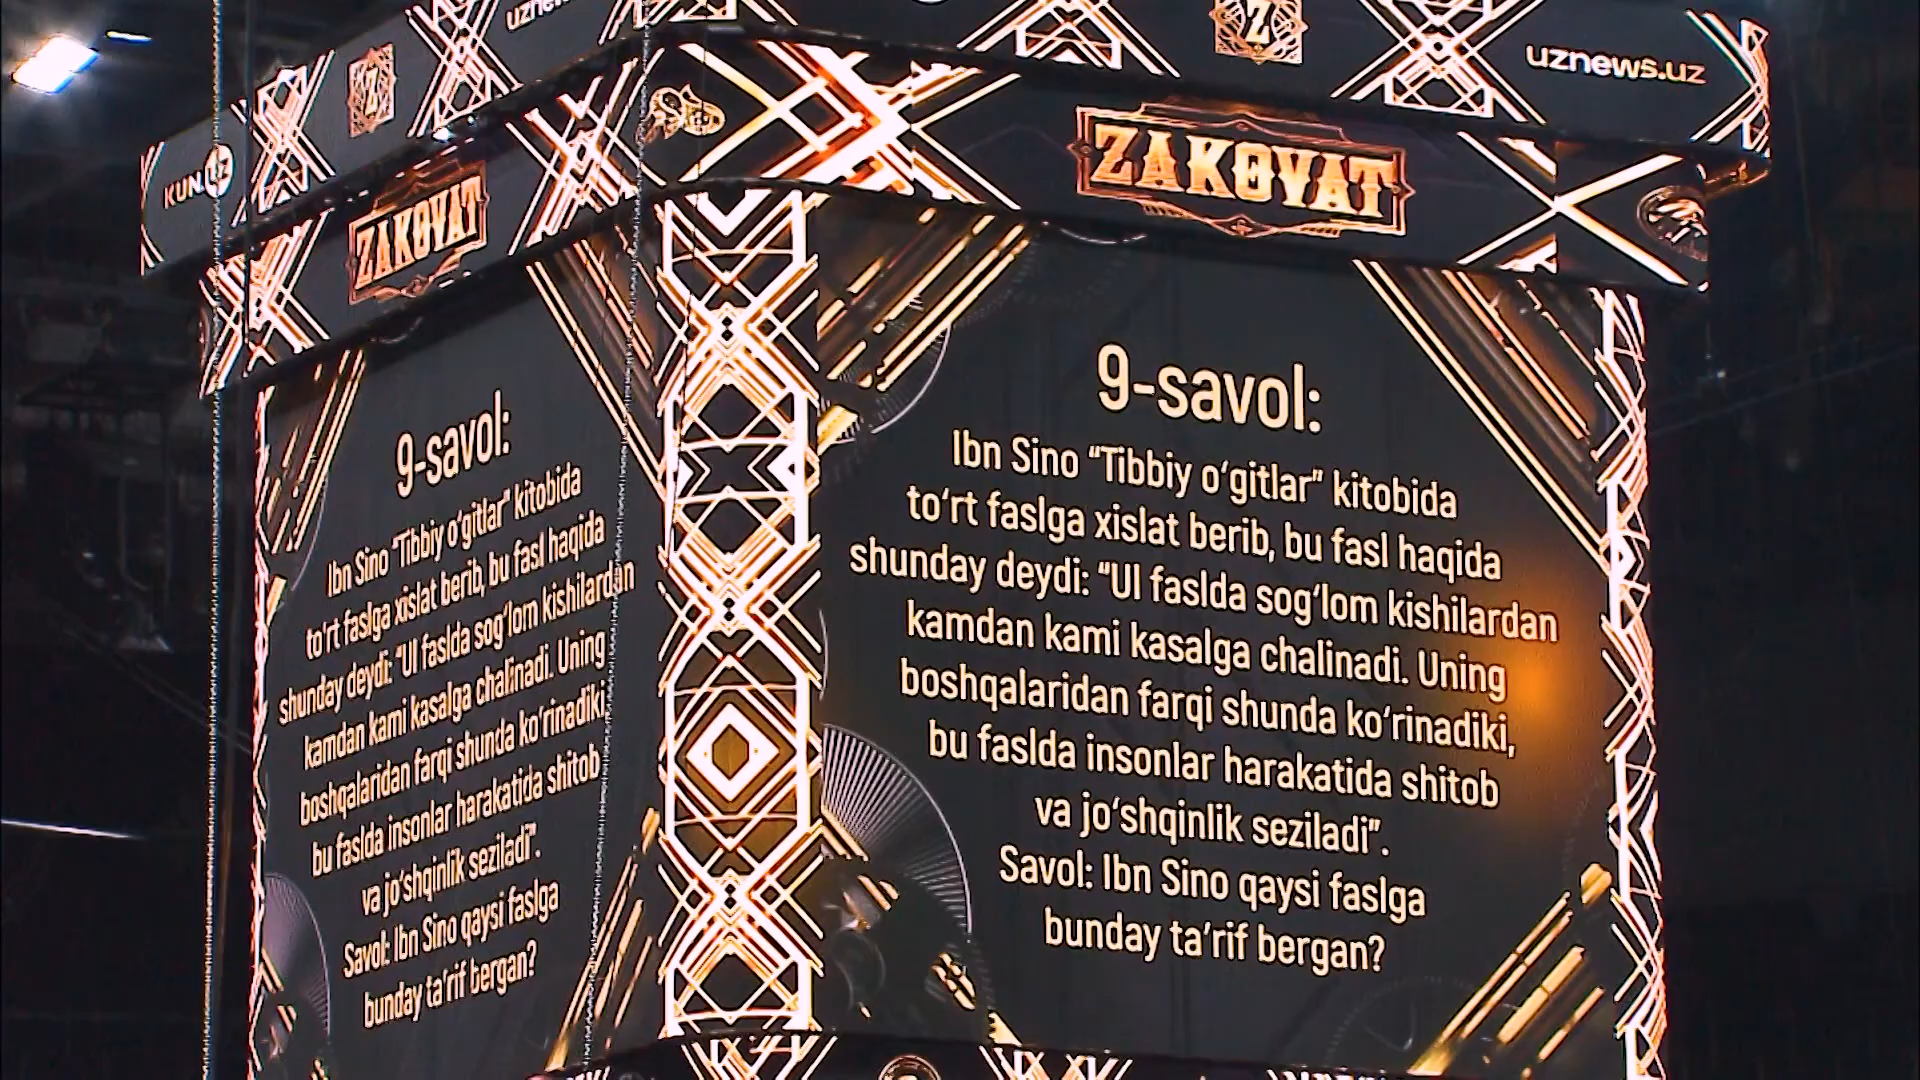 uznews.uz
KUN.UZ
Z
Z
uznews.uz
ZAKOVAT
ZAKOVAT
9-savol:
Ibn Sino “Tibbiy o‘gitlar” kitobida
to‘rt faslga xislat berib, bu fasl haqida
shunday deydi: “Ul faslda sog‘lom kishilardan
kamdan kami kasalga chalinadi. Uning
boshqalaridan farqi shunda ko‘rinadiki,
bu faslda insonlar harakatida shitob
va jo‘shqinlik seziladi”.
Savol: Ibn Sino qaysi faslga
bunday ta’rif bergan?
9-savol:
Ibn Sino “Tibbiy o‘gitlar” kitobida
to‘rt faslga xislat berib, bu fasl haqida
shunday deydi: “Ul faslda sog‘lom kishilardan
kamdan kami kasalga chalinadi. Uning
boshqalaridan farqi shunda ko‘rinadiki,
bu faslda insonlar harakatida shitob
va jo‘shqinlik seziladi”.
Savol: Ibn Sino qaysi faslga
bunday ta’rif bergan?